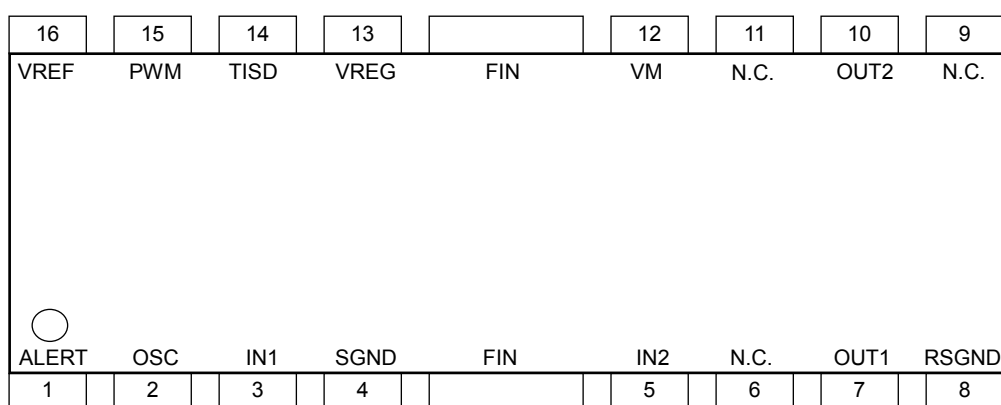 16 15 14 13 12 11 10 9
VREF PWM TISD VREG FIN VM N.C. OUT2 N.C.
ALERT OSC IN1 SGND FIN IN2 N.C. OUT1 RSGND
1 2 3 4 5 6 7 8